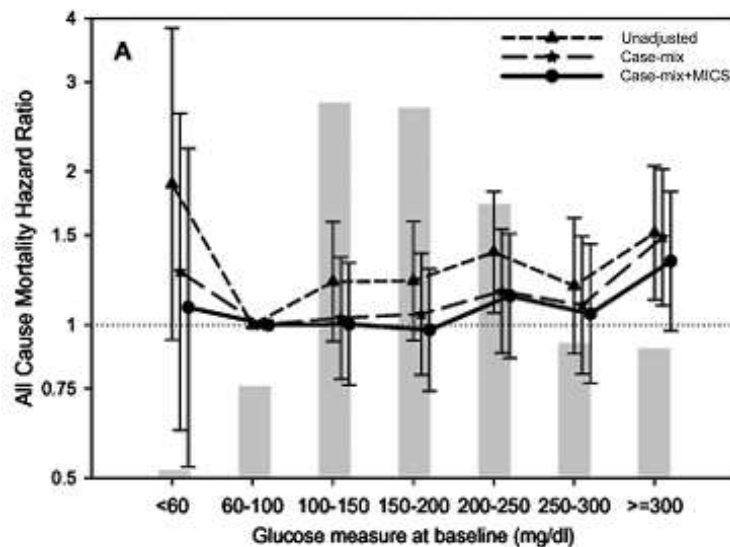 A
Unadjusted
Case-mix
Case-mix+MICS
All Cause Mortality Hazard Ratio
4
3
2
1.5
1
0.75
0.5
<60 60-100 100-150 150-200 200-250 250-300 >=300
Glucose measure at baseline (mg/dl)